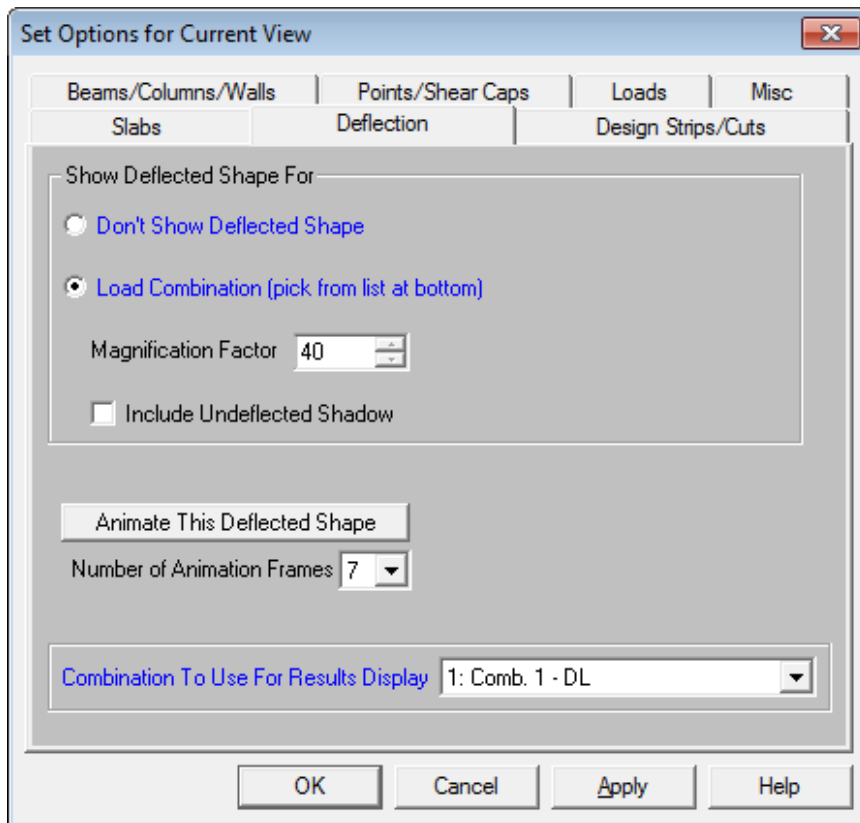 Set Options for Current View
Beams/Columns/Walls Points/Shear Caps Loads Misc
Slabs Deflection Design Strips/Cuts
Show Deflected Shape For
Don't Show Deflected Shape
Load Combination (pick from list at bottom)
Magnification Factor 40
Include Undeflected Shadow
Animate This Deflected Shape
Number of Animation Frames 7
Combination To Use For Results Display 1: Comb. 1 - DL
OK Cancel Apply Help